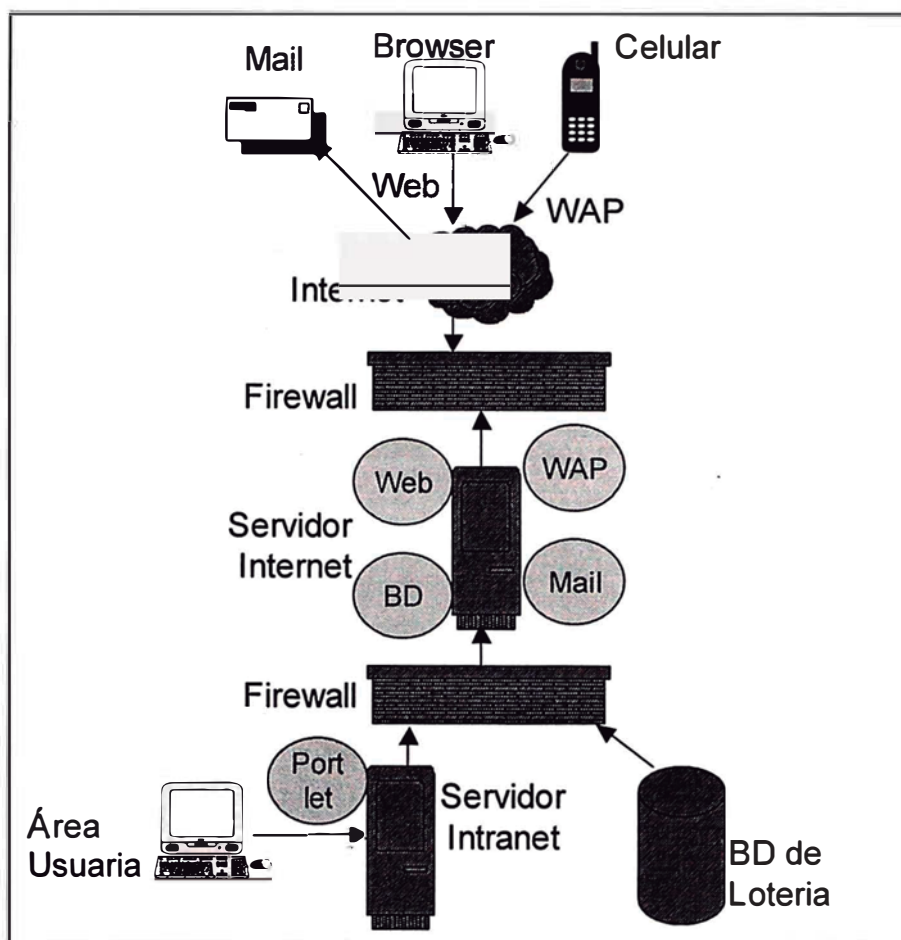 Mail
Browser
Celular
Web
WAP
Internet
Firewall
Web
WAP
Servidor
Internet
BD
Mail
Firewall
Port
let
Servidor
Intranet
Área
Usuaria
BD de
Loteria